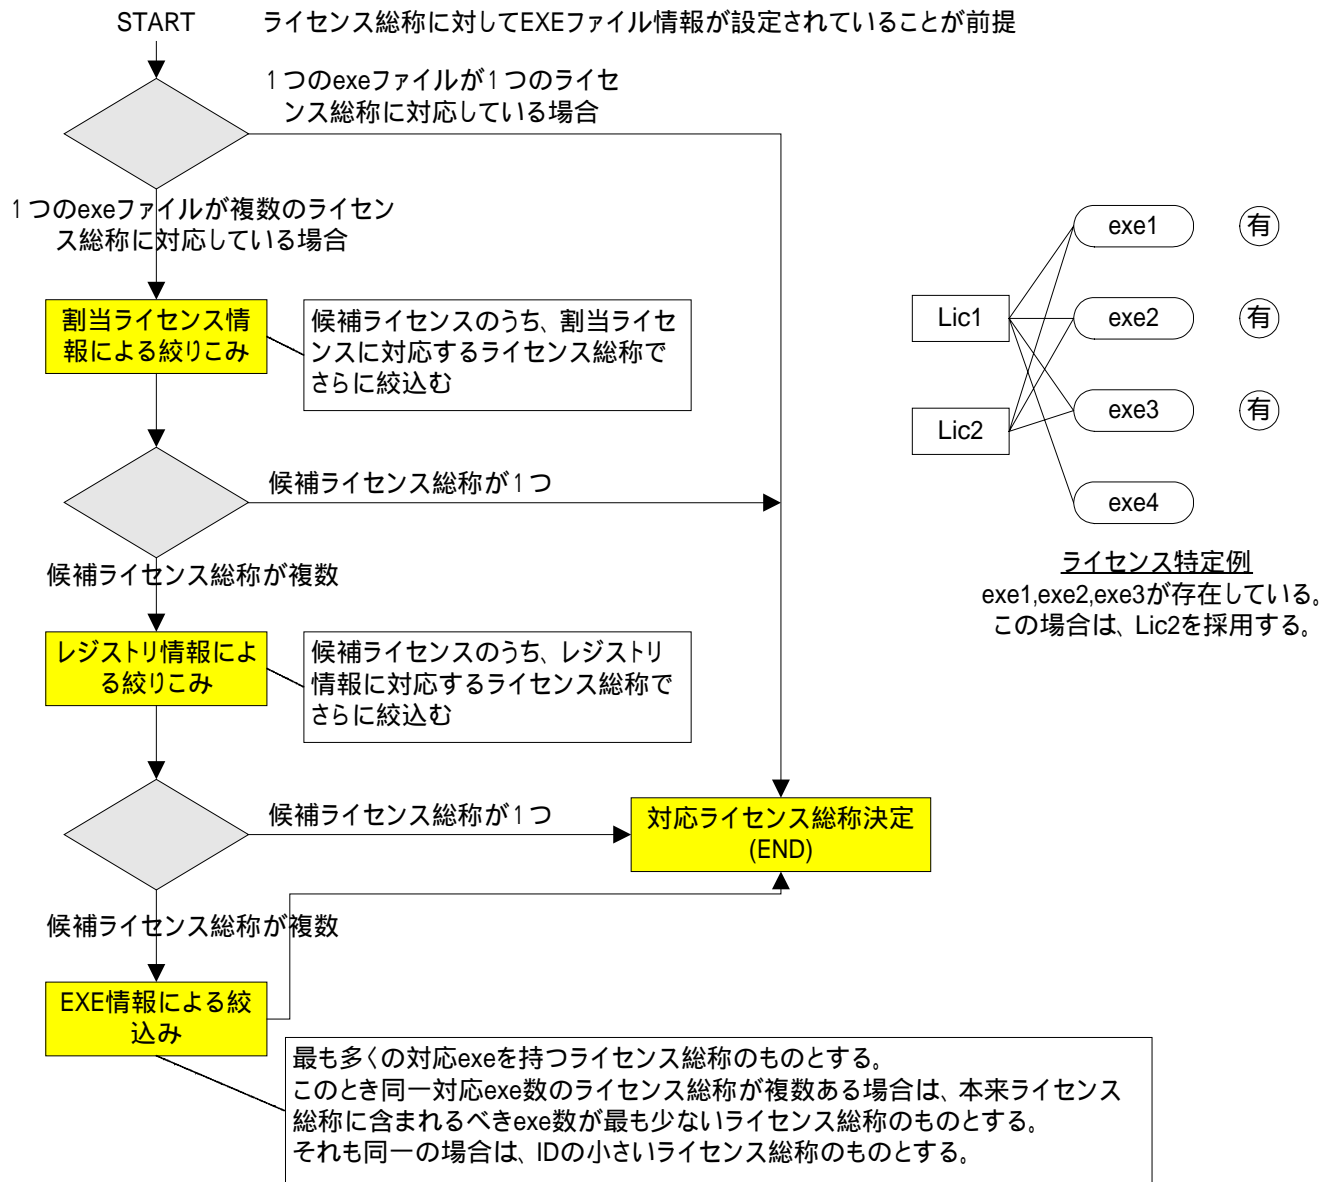 START
ライセンス総称に対してEXEファイル情報が設定されていることが前提
1つのexeファイルが1つのライセ
ンス総称に対応している場合
1つのexeファイルが複数のライセン
ス総称に対応している場合
割当ライセンス情
報による絞りこみ
候補ライセンスのうち、割当ライセ
ンスに対応するライセンス総称で
さらに絞込む
候補ライセンス総称が1つ
候補ライセンス総称が複数
レジストリ情報によ
る絞りこみ
候補ライセンスのうち、レジストリ
情報に対応するライセンス総称で
さらに絞込む
候補ライセンス総称が1つ
対応ライセンス総称決定
(END)
候補ライセンス総称が複数
EXE情報による絞
込み
最も多くの対応exeを持つライセンス総称のものとする。
このとき同一対応exe数のライセンス総称が複数ある場合は、本来ライセンス
総称に含まれるべきexe数が最も少ないライセンス総称のものとする。
それも同一の場合は、IDの小さいライセンス総称のものとする。
exe1
有
Lic1
exe2
有
Lic2
exe3
有
exe4
ライセンス特定例
exe1,exe2,exe3が存在している。
この場合は、Lic2を採用する。